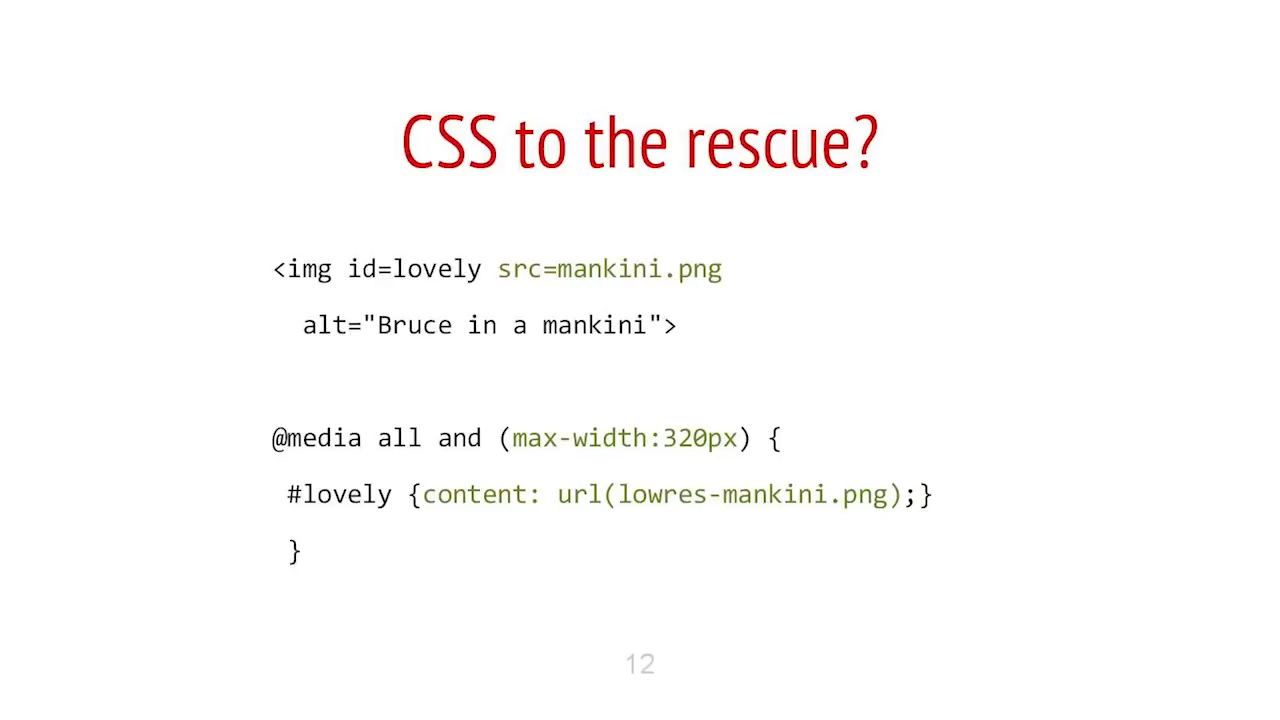 CSS to the rescue?
<img id=lovely src=mankini.png
alt="Bruce in a mankini">
@media all and (max-width:320px) {
#lovely {content: url(lowres-mankini.png);}
}
12